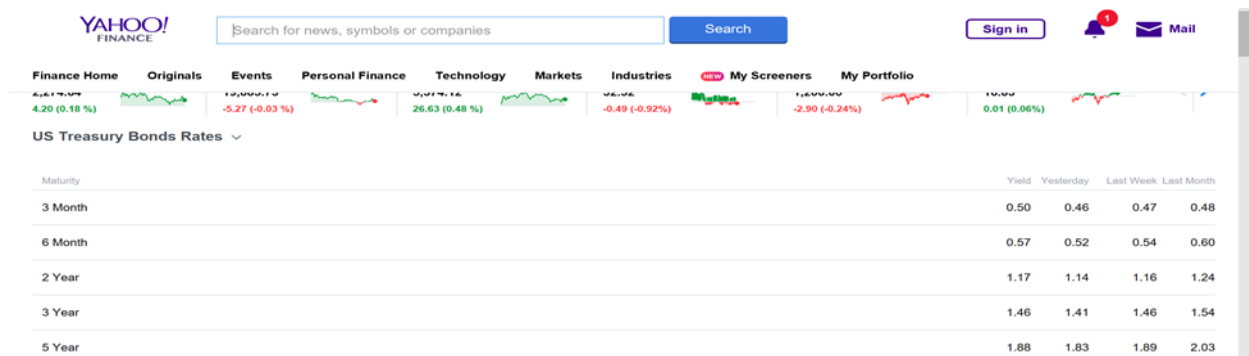 YAHOO!
FINANCE
Search for news, symbols or companies
Search
Sign in
1
Mail
Finance Home Originals Events Personal Finance Technology Markets Industries NEW My Screeners My Portfolio
4.20 (0.18 %) -5.27 (-0.03 %) 26.63 (0.48 %) -0.49 (-0.92%) -2.90 (-0.24%) 0.01 (0.06%)
US Treasury Bonds Rates
Maturity Yield Yesterday Last Week Last Month
3 Month 0.50 0.46 0.47 0.48
6 Month 0.57 0.52 0.54 0.60
2 Year 1.17 1.14 1.16 1.24
3 Year 1.46 1.41 1.46 1.54
5 Year 1.88 1.83 1.89 2.03